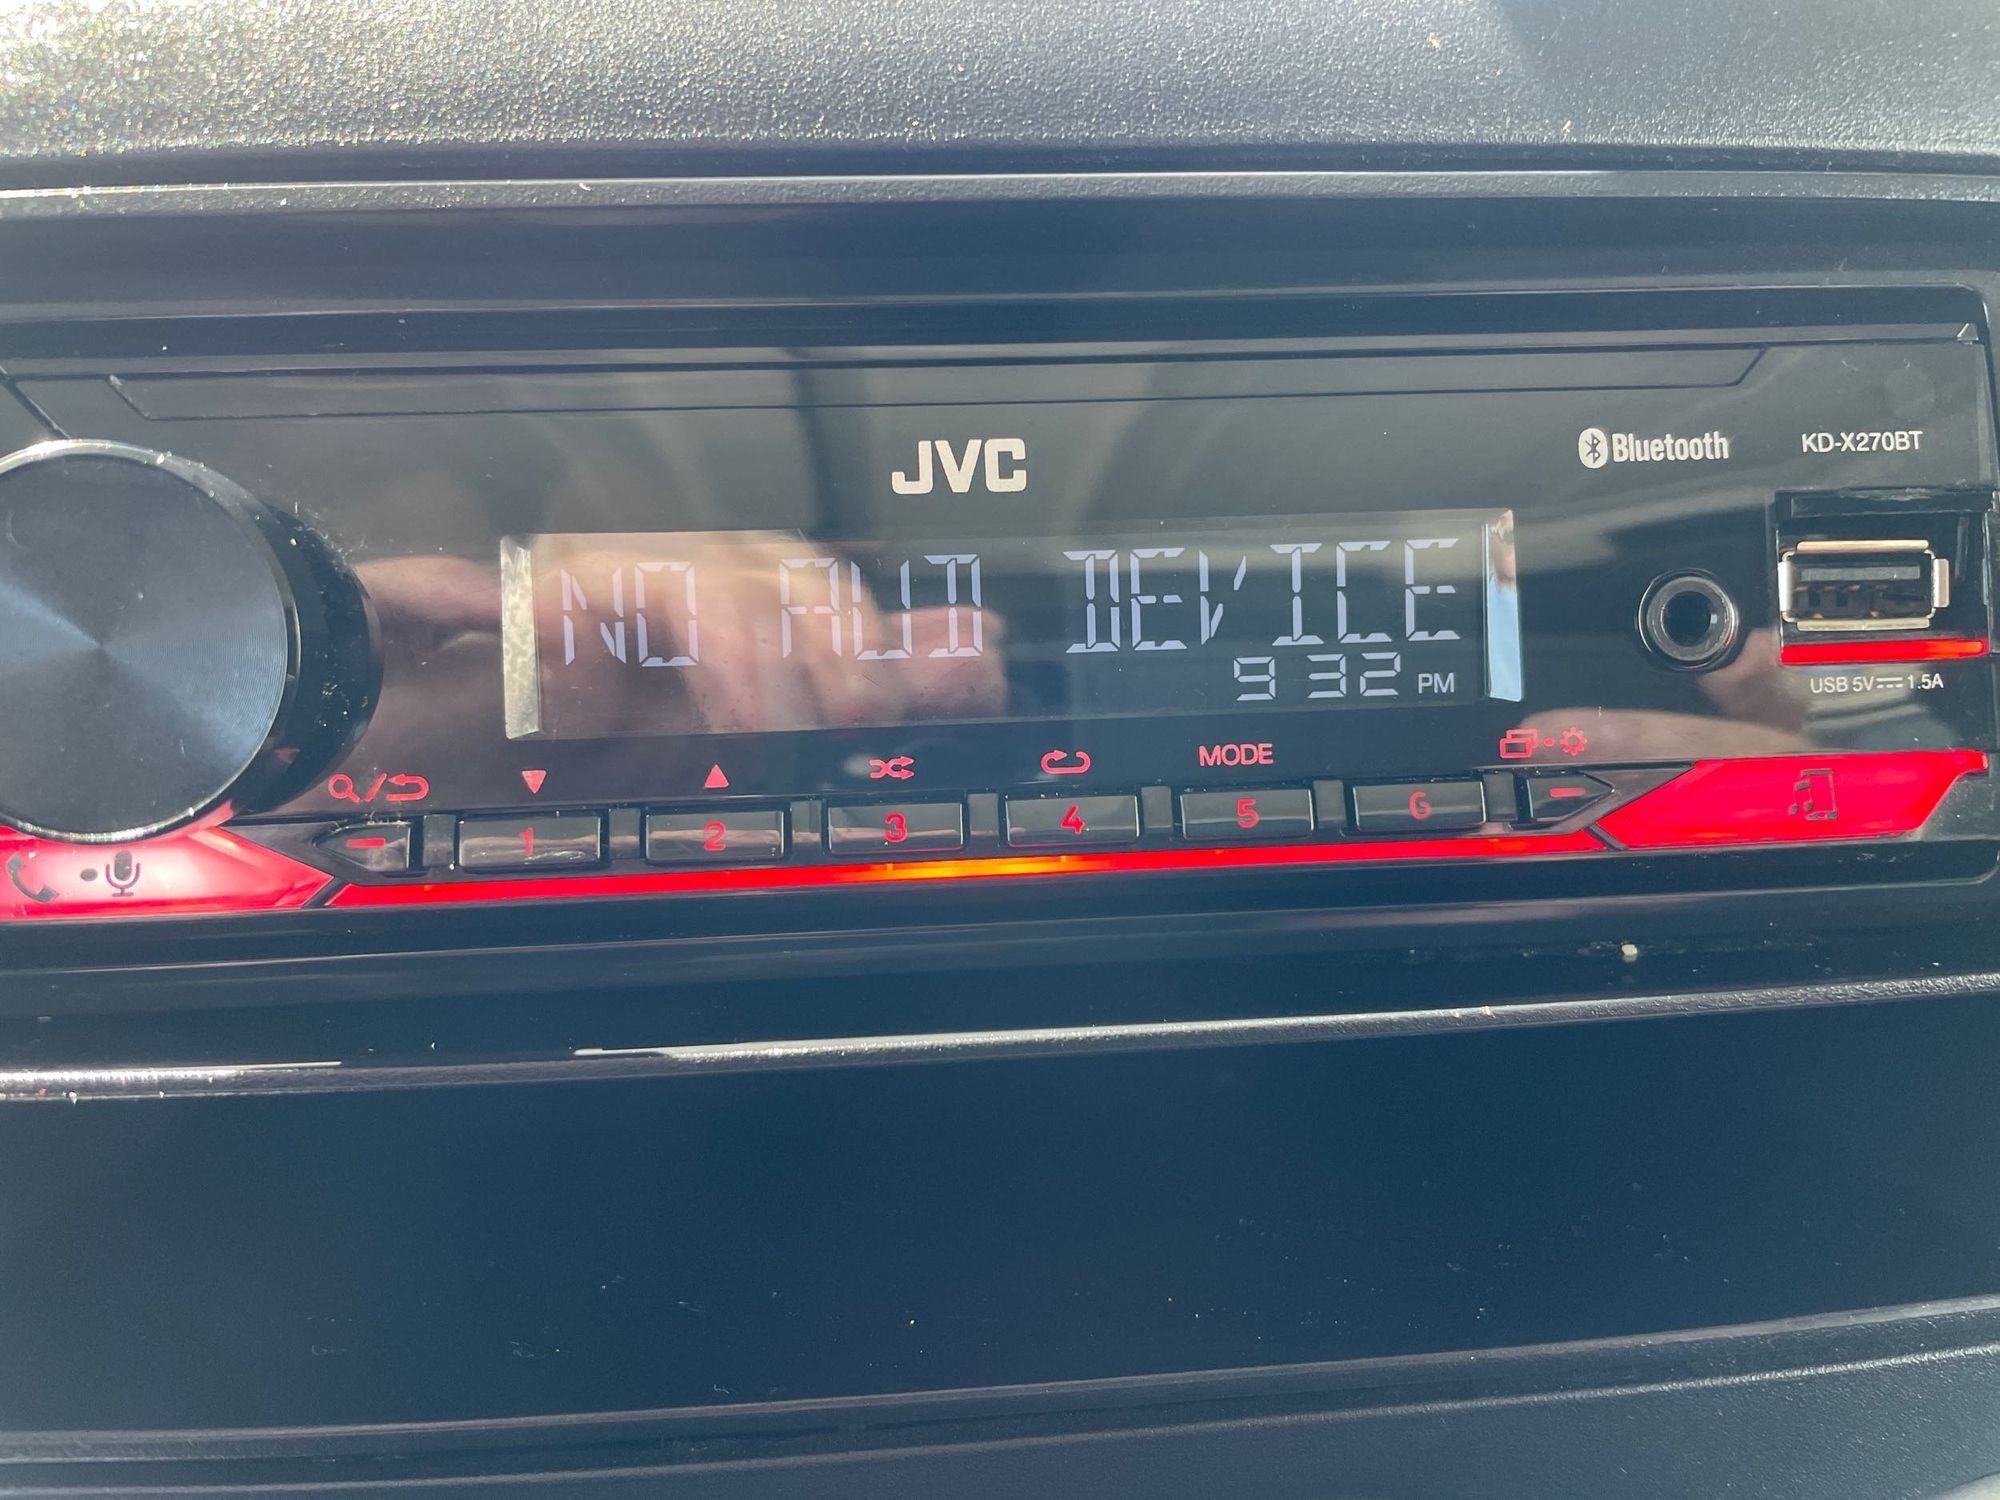 JVC
Bluetooth KD-X270BT
NO AUD DEVICE
9 32 PM
USB 5V 1.5A
MODE
1 2 3 4 5 6